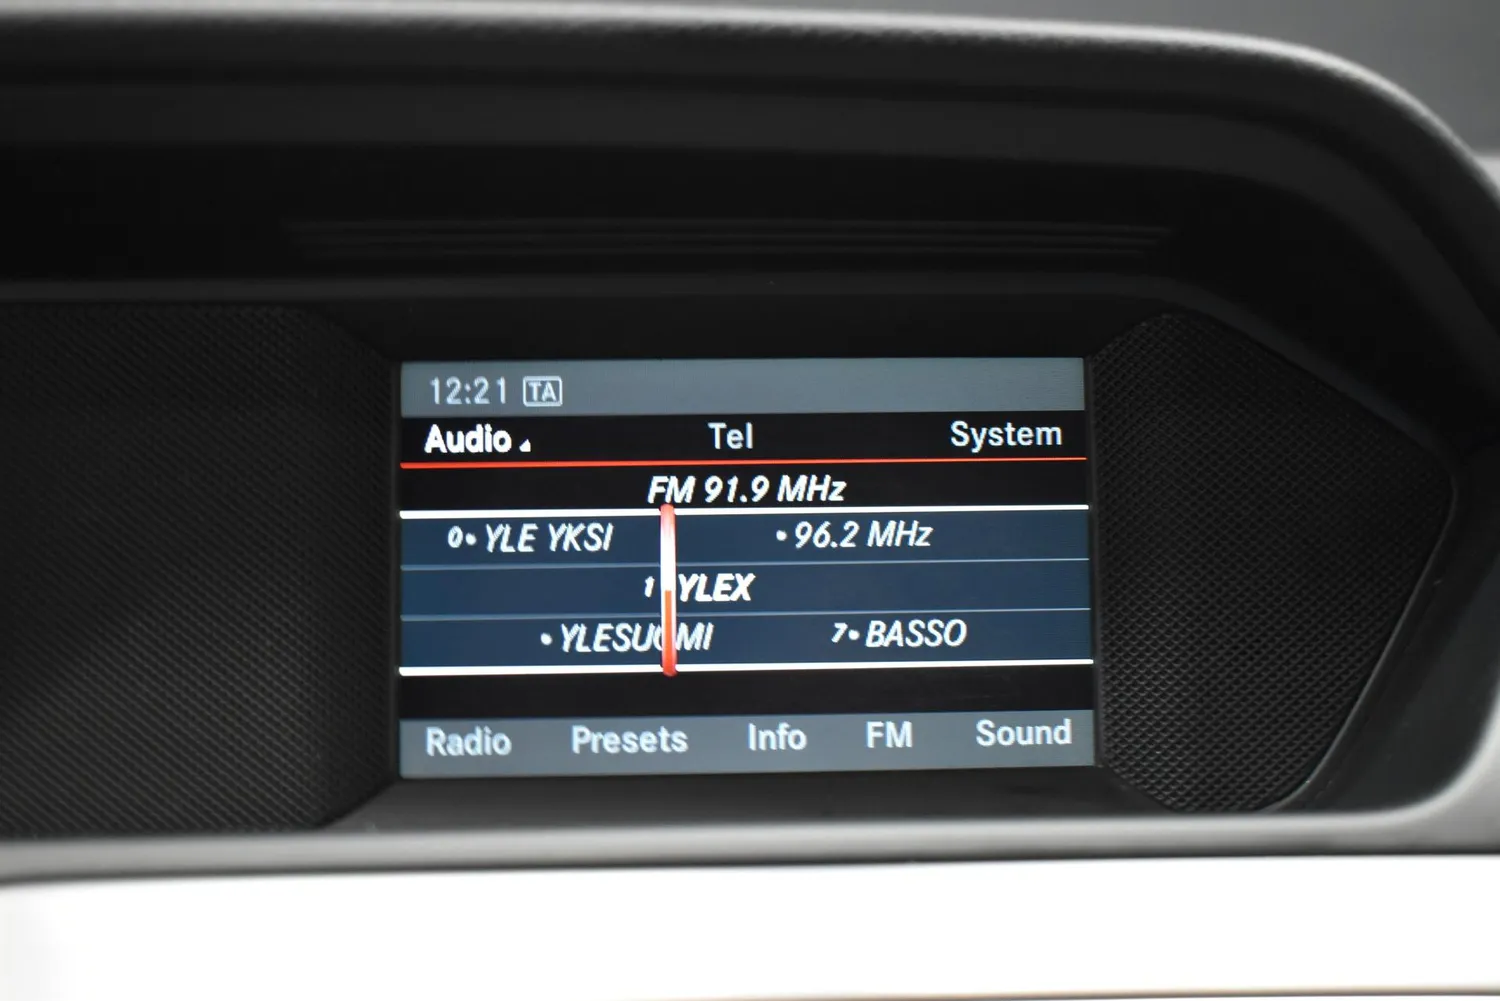 12:21 TA
Audio Tel System
FM 91.9 MHz
0• YLE YKSI • 96.2 MHz
1 YLEX
• YLESUOMI 7• BASSO
Radio Presets Info FM Sound